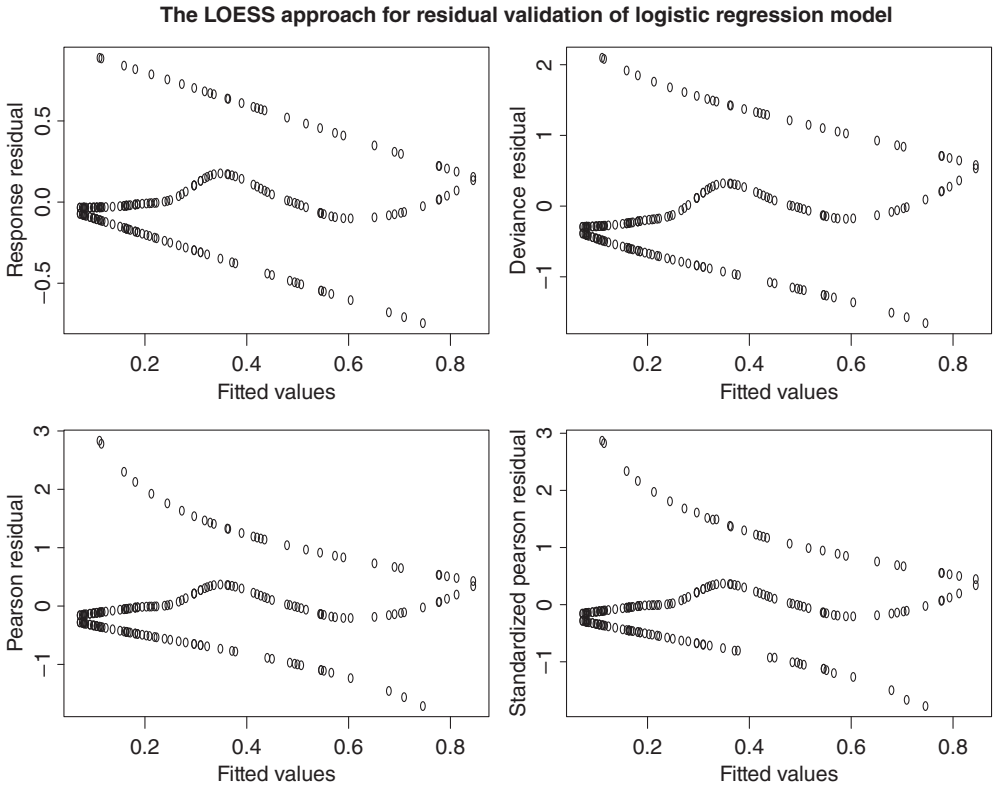 The LOESS approach for residual validation of logistic regression model
Response residual
0.5
0.0
−0.5
0.2 0.4 0.6 0.8
Fitted values
Deviance residual
2
1
0
−1
0.2 0.4 0.6 0.8
Fitted values
Pearson residual
3
2
1
0
−1
0.2 0.4 0.6 0.8
Fitted values
Standardized pearson residual
3
2
1
0
−1
0.2 0.4 0.6 0.8
Fitted values